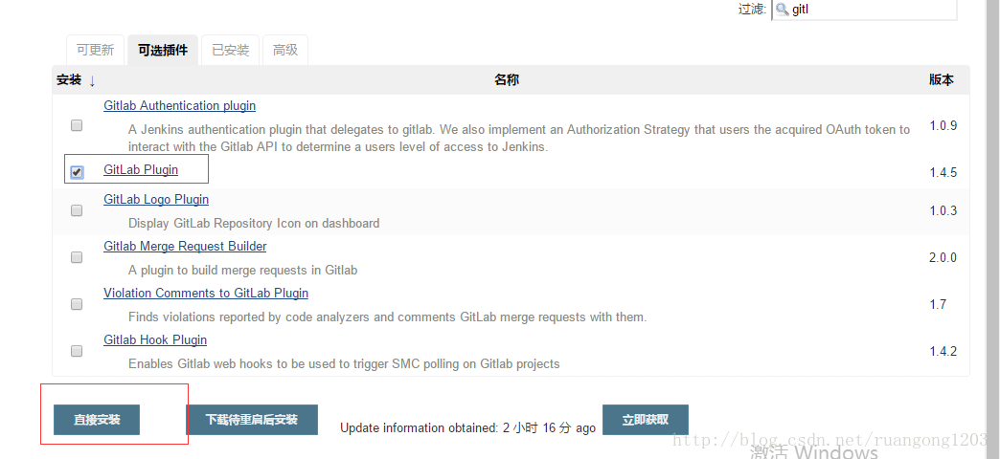 过滤: gitl
可更新 可选插件 已安装 高级
安装 ↓ 名称 版本
Gitlab Authentication plugin
A Jenkins authentication plugin that delegates to gitlab. We also implement an Authorization Strategy that users the acquired OAuth token to 1.0.9
interact with the Gitlab API to determine a users level of access to Jenkins.
GitLab Plugin 1.4.5
GitLab Logo Plugin
1.0.3
Display GitLab Repository Icon on dashboard
Gitlab Merge Request Builder
2.0.0
A plugin to build merge requests in Gitlab
Violation Comments to GitLab Plugin
1.7
Finds violations reported by code analyzers and comments GitLab merge requests with them.
Gitlab Hook Plugin
1.4.2
Enables Gitlab web hooks to be used to trigger SMC polling on Gitlab projects
直接安装 下载待重启后安装 Update information obtained: 2 小时 16 分 ago 立即获取
http://blog.csdn.net/ruangong1203
激活 Windows